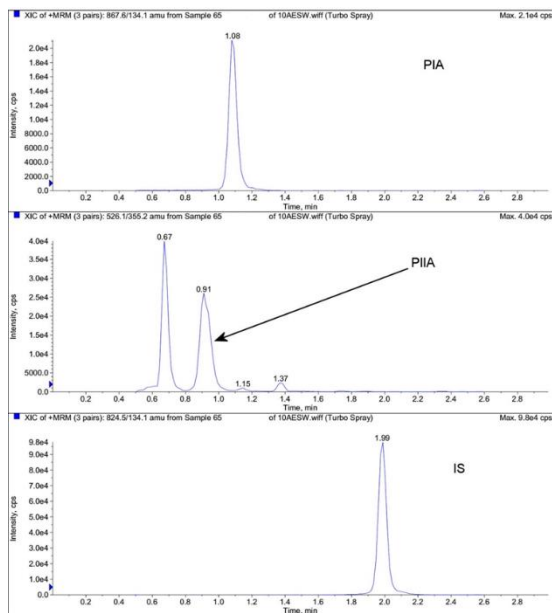 XIC of +MRM (3 pairs): 867.6/134.1 amu from Sample 65 of 10AESW.wiff (Turbo Spray) Max. 2.1e4 cps.
1.08
PIA
2.0e4
1.8e4
1.6e4
1.4e4
1.2e4
1.0e4
8000.0
6000.0
4000.0
2000.0
0.0
Intensity, cps
0.2 0.4 0.6 0.8 1.0 1.2 1.4 1.6 1.8 2.0 2.2 2.4 2.6 2.8
Time, min
XIC of +MRM (3 pairs): 526.1/355.2 amu from Sample 65 of 10AESW.wiff (Turbo Spray) Max. 4.0e4 cps.
0.67
PIIA
0.91
1.15
1.37
4.0e4
3.5e4
3.0e4
2.5e4
2.0e4
1.5e4
1.0e4
5000.0
0.0
Intensity, cps
0.2 0.4 0.6 0.8 1.0 1.2 1.4 1.6 1.8 2.0 2.2 2.4 2.6 2.8
Time, min
XIC of +MRM (3 pairs): 824.5/134.1 amu from Sample 65 of 10AESW.wiff (Turbo Spray) Max. 9.8e4 cps.
1.99
IS
9.8e4
9.0e4
8.0e4
7.0e4
6.0e4
5.0e4
4.0e4
3.0e4
2.0e4
1.0e4
0.0
Intensity, cps
0.2 0.4 0.6 0.8 1.0 1.2 1.4 1.6 1.8 2.0 2.2 2.4 2.6 2.8
Time, min